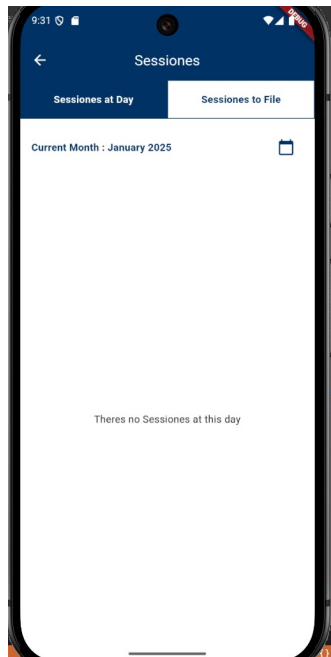 9:31
DEBUG
Sessiones
Sessiones at Day
Sessiones to File
Current Month : January 2025
Theres no Sessiones at this day